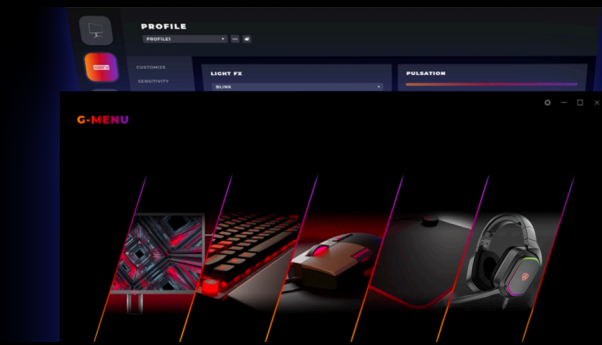 PROFILE
PROFILE1
CUSTOMIZE
SENSITIVITY
LIGHT FX
BLINK
PULSATION
G-MENU